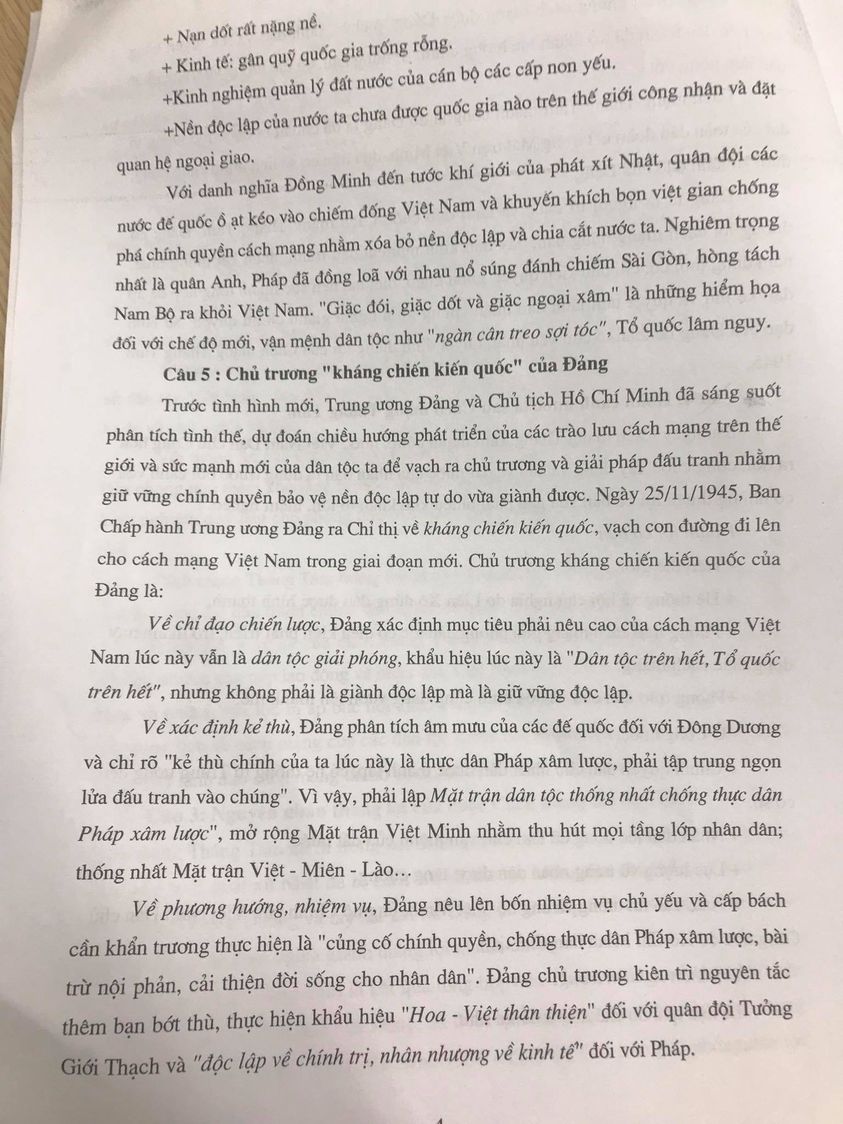 + Nạn dốt rất nặng nề.
+ Kinh tế: gân quỹ quốc gia trống rỗng.
+Kinh nghiệm quản lý đất nước của cán bộ các cấp non yếu.
+Nền độc lập của nước ta chưa được quốc gia nào trên thế giới công nhận và đặt
quan hệ ngoại giao.
Với danh nghĩa Đồng Minh đến tước khí giới của phát xít Nhật, quân đội các
nước đế quốc ồ ạt kéo vào chiếm đống Việt Nam và khuyến khích bọn việt gian chống
phá chính quyền cách mạng nhằm xóa bỏ nền độc lập và chia cắt nước ta. Nghiêm trọng
nhất là quân Anh, Pháp đã đồng loã với nhau nổ súng đánh chiếm Sài Gòn, hòng tách
Nam Bộ ra khỏi Việt Nam. "Giặc đói, giặc dốt và giặc ngoại xâm" là những hiểm họa
đối với chế độ mới, vận mệnh dân tộc như "ngàn cân treo sợi tóc", Tổ quốc lâm nguy.
Câu 5 : Chủ trương "kháng chiến kiến quốc" của Đảng
Trước tình hình mới, Trung ương Đảng và Chủ tịch Hồ Chí Minh đã sáng suốt
phân tích tình thế, dự đoán chiều hướng phát triển của các trào lưu cách mạng trên thế
giới và sức mạnh mới của dân tộc ta để vạch ra chủ trương và giải pháp đấu tranh nhằm
giữ vững chính quyền bảo vệ nền độc lập tự do vừa giành được. Ngày 25/11/1945, Ban
Chấp hành Trung ương Đảng ra Chỉ thị về kháng chiến kiến quốc, vạch con đường đi lên
cho cách mạng Việt Nam trong giai đoạn mới. Chủ trương kháng chiến kiến quốc của
Đảng là:
Về chỉ đạo chiến lược, Đảng xác định mục tiêu phải nêu cao của cách mạng Việt
Nam lúc này vẫn là dân tộc giải phóng, khẩu hiệu lúc này là "Dân tộc trên hết, Tổ quốc
trên hết", nhưng không phải là giành độc lập mà là giữ vững độc lập.
Về xác định kẻ thù, Đảng phân tích âm mưu của các đế quốc đối với Đông Dương
và chỉ rõ "kẻ thù chính của ta lúc này là thực dân Pháp xâm lược, phải tập trung ngọn
lửa đấu tranh vào chúng". Vì vậy, phải lập Mặt trận dân tộc thống nhất chống thực dân
Pháp xâm lược", mở rộng Mặt trận Việt Minh nhằm thu hút mọi tầng lớp nhân dân;
thống nhất Mặt trận Việt - Miên - Lào...
Về phương hướng, nhiệm vụ, Đảng nêu lên bốn nhiệm vụ chủ yếu và cấp bách
cần khẩn trương thực hiện là "củng cố chính quyền, chống thực dân Pháp xâm lược, bài
trừ nội phản, cải thiện đời sống cho nhân dân". Đảng chủ trương kiên trì nguyên tắc
thêm bạn bớt thù, thực hiện khẩu hiệu "Hoa - Việt thân thiện" đối với quân đội Tưởng
Giới Thạch và "độc lập về chính trị, nhân nhượng về kinh tế" đối với Pháp.